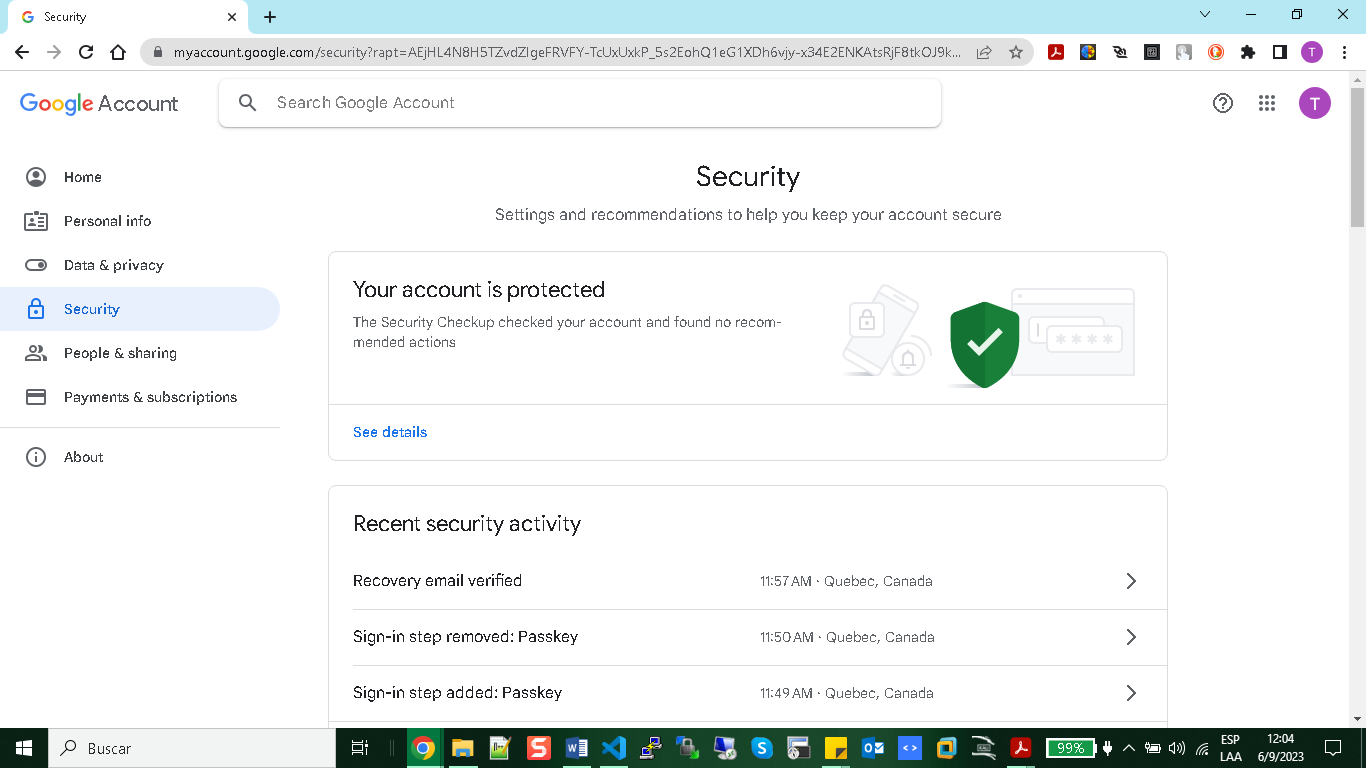 Security
myaccount.google.com/security?rapt=AEjHL4N8H5TZvdZIgeFRVFY-TcUxUxkP_5s2EohQ1eG1XDh6vjy-x34E2ENKAtsRjF8tkOJ9k...
T
Google Account
Search Google Account
T
Home
Personal info
Data & privacy
Security
People & sharing
Payments & subscriptions
About
Security
Settings and recommendations to help you keep your account secure
Your account is protected
The Security Checkup checked your account and found no recom-
mended actions
See details
Recent security activity
Recovery email verified
11:57 AM · Quebec, Canada
Sign-in step removed: Passkey
11:50 AM · Quebec, Canada
Sign-in step added: Passkey
11:49 AM · Quebec, Canada
Buscar
99%
ESP
LAA
12:04
6/9/2023